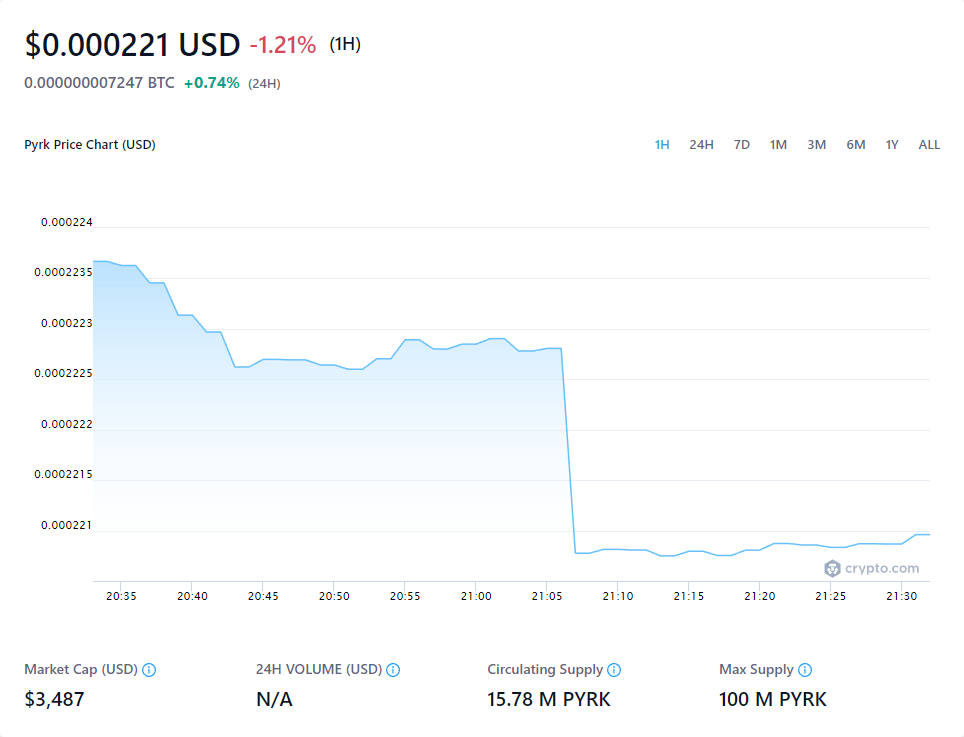 $0.000221 USD -1.21% (1H)
0.000000007247 BTC +0.74% (24H)
Pyrk Price Chart (USD) 1H 24H 7D 1M 3M 6M 1Y ALL
0.000224
0.0002235
0.000223
0.0002225
0.000222
0.0002215
0.000221
crypto.com
20:35 20:40 20:45 20:50 20:55 21:00 21:05 21:10 21:15 21:20 21:25 21:30
Market Cap (USD) 24H VOLUME (USD) Circulating Supply Max Supply
$3,487 N/A 15.78 M PYRK 100 M PYRK